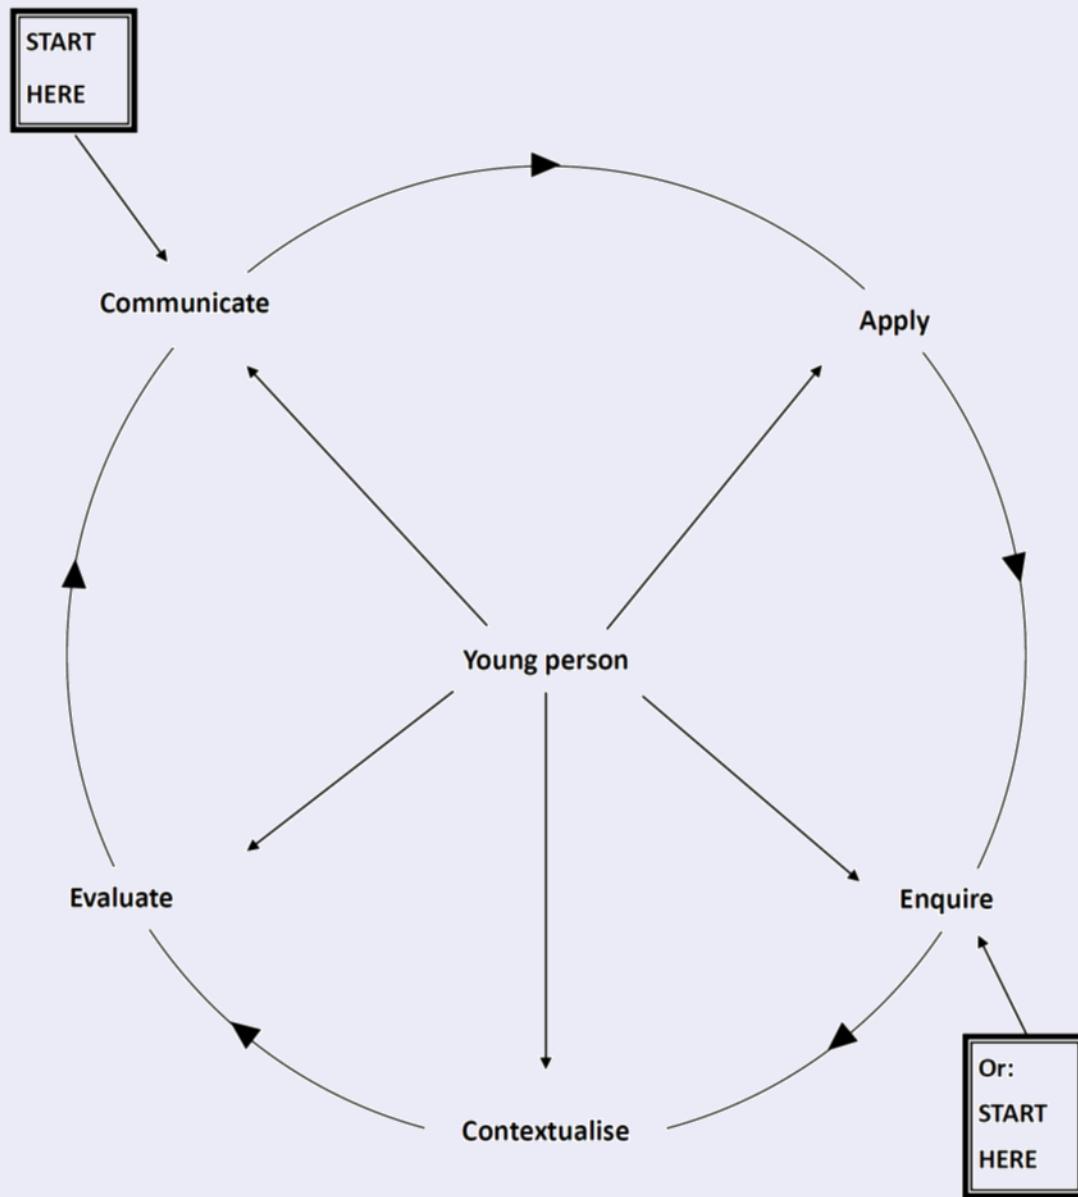 START
HERE
Communicate
Apply
Young person
Evaluate
Enquire
Contextualise
Or:
START
HERE